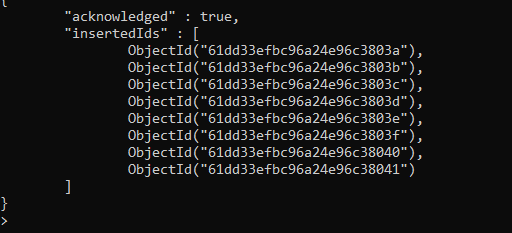 {
"acknowledged" : true,
"insertedIds" : [
ObjectId("61dd33efbc96a24e96c3803a"),
ObjectId("61dd33efbc96a24e96c3803b"),
ObjectId("61dd33efbc96a24e96c3803c"),
ObjectId("61dd33efbc96a24e96c3803d"),
ObjectId("61dd33efbc96a24e96c3803e"),
ObjectId("61dd33efbc96a24e96c3803f"),
ObjectId("61dd33efbc96a24e96c38040"),
ObjectId("61dd33efbc96a24e96c38041")
]
}
>